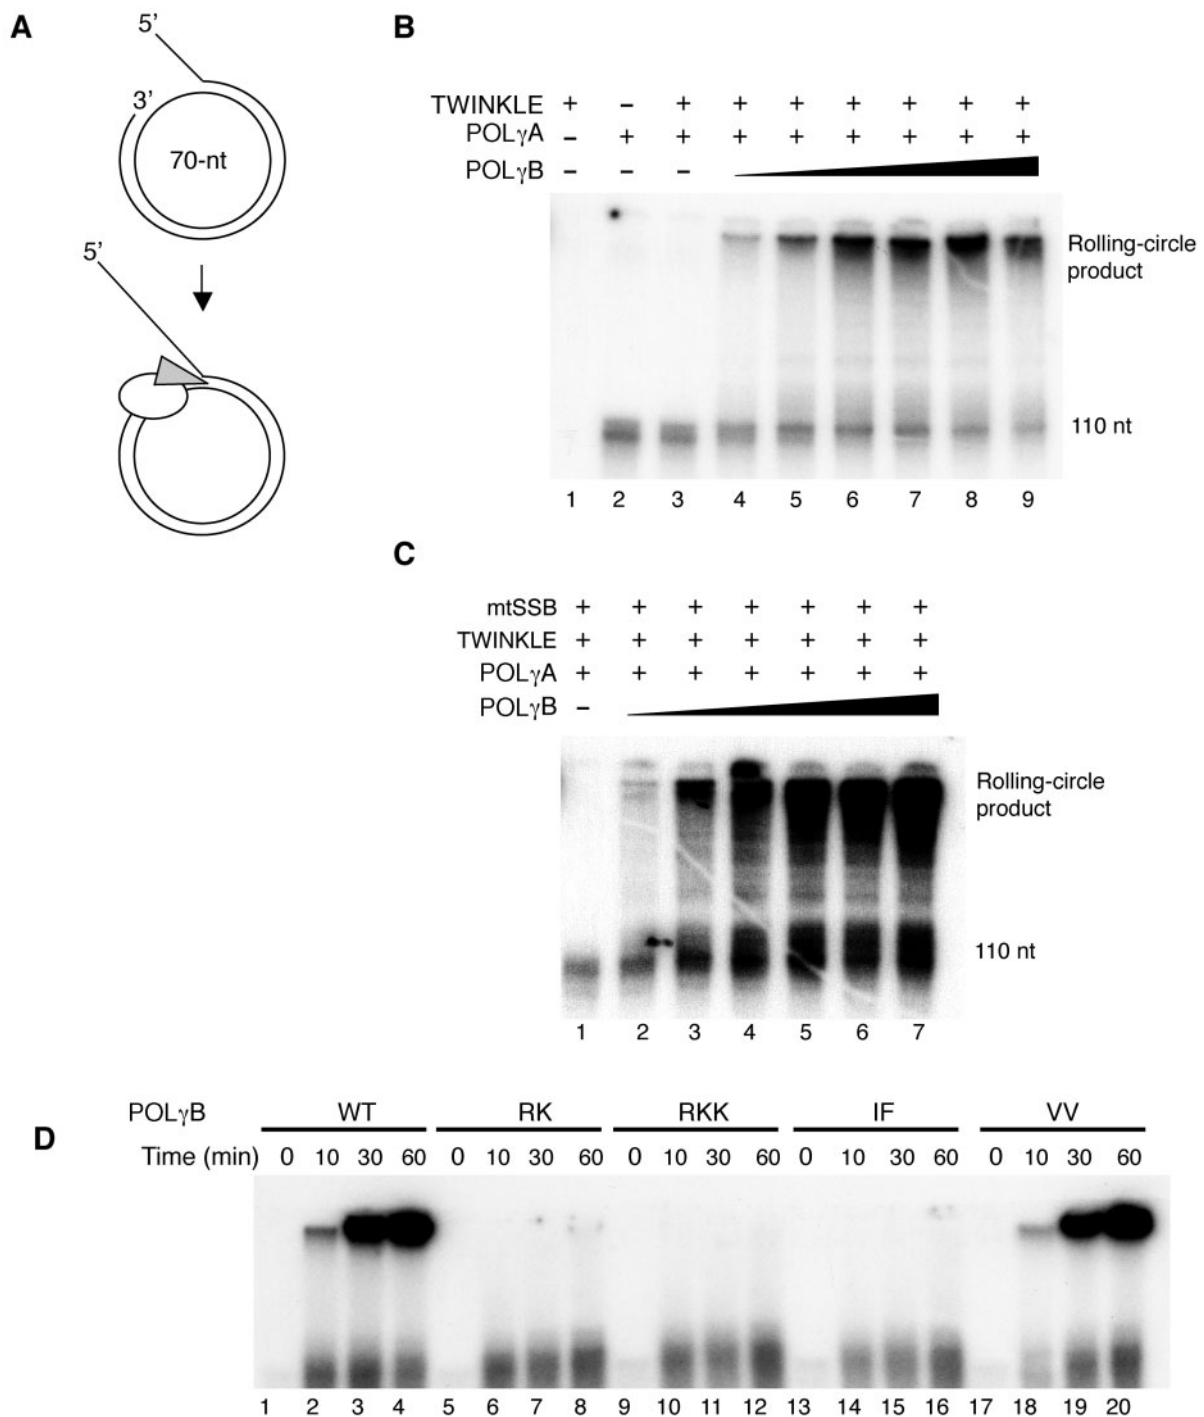 A
5'
3'
70-nt
5'
B
TWINKLE + – + + + + + + +
POLγA – + + + + + + + +
POLγB – – –
Rolling-circle
product
110 nt
1 2 3 4 5 6 7 8 9
C
mtSSB + + + + + + +
TWINKLE + + + + + + +
POLγA + + + + + + +
POLγB –
Rolling-circle
product
110 nt
1 2 3 4 5 6 7
D
POLγB WT RK RKK IF VV
Time (min) 0 10 30 60 0 10 30 60 0 10 30 60 0 10 30 60 0 10 30 60
1 2 3 4 5 6 7 8 9 10 11 12 13 14 15 16 17 18 19 20